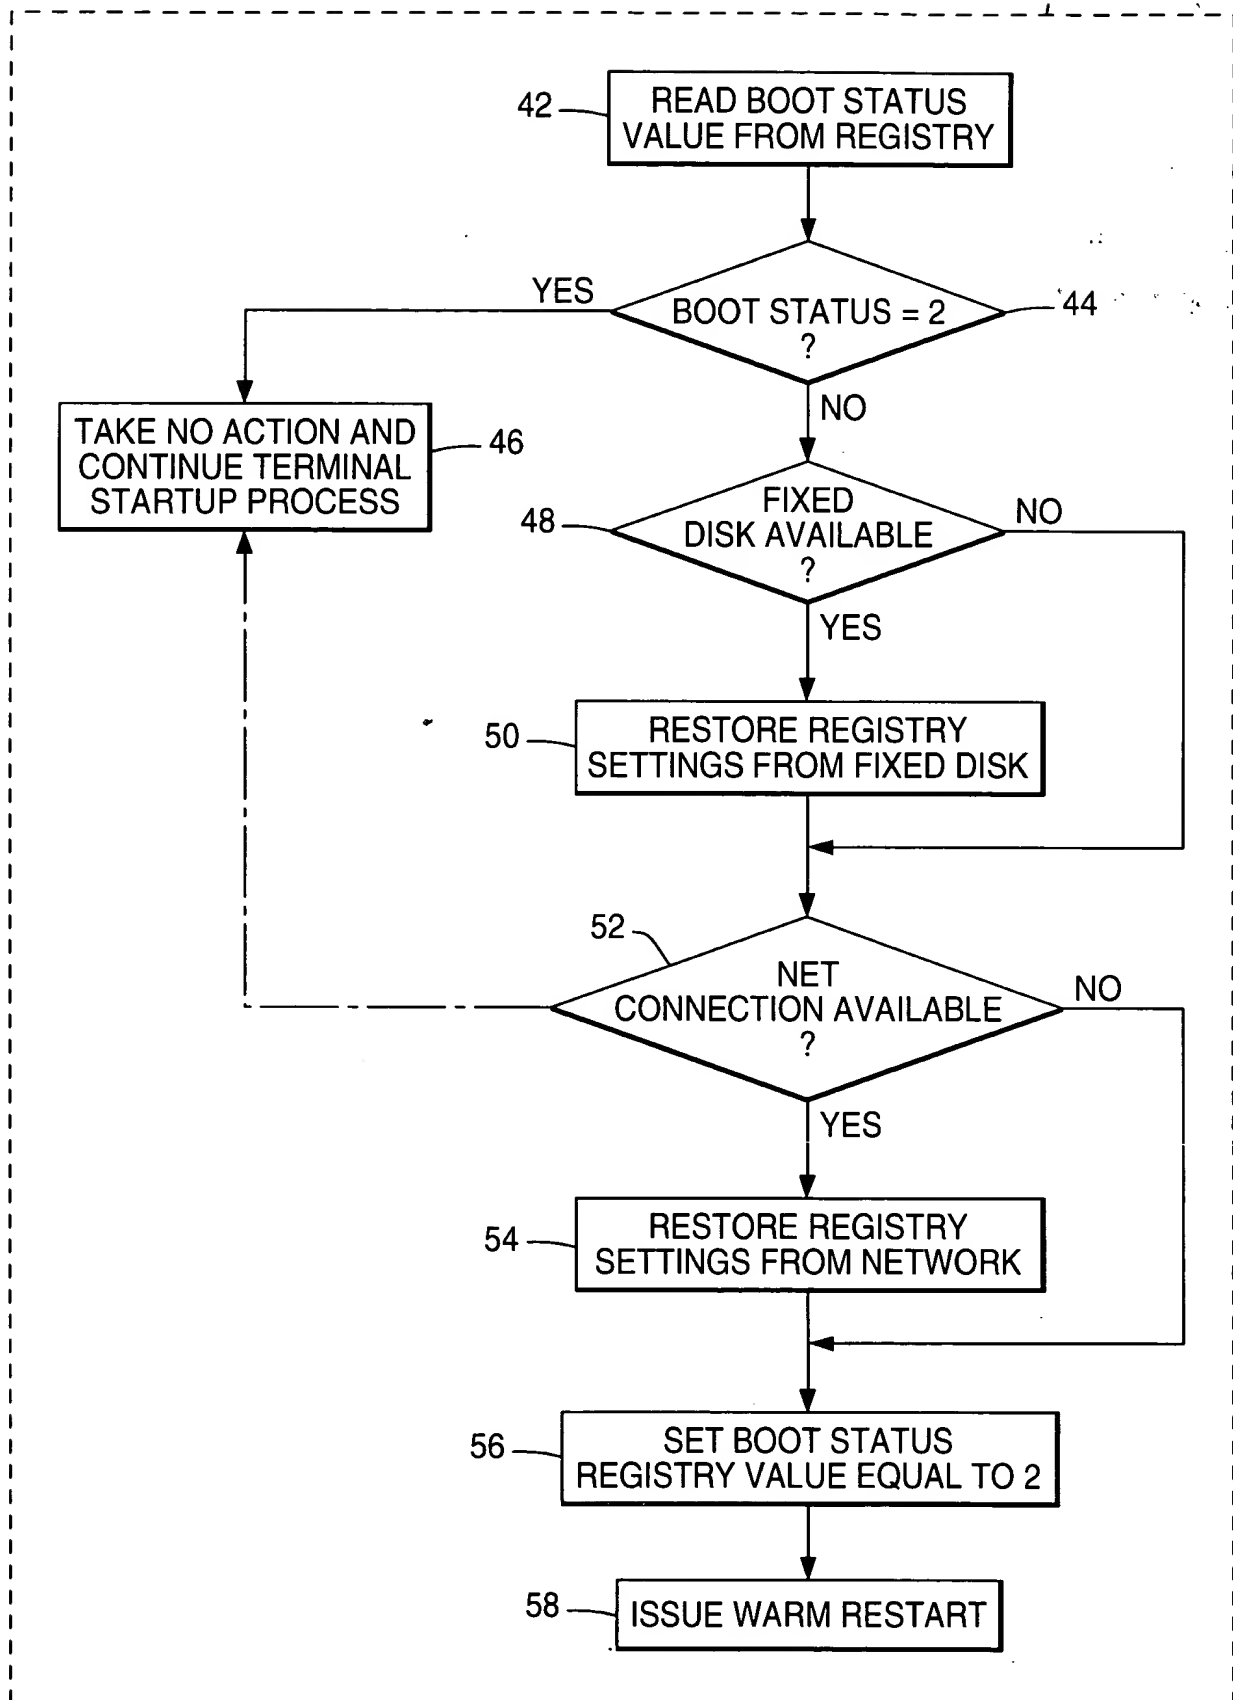 42
READ BOOT STATUS
VALUE FROM REGISTRY
YES
BOOT STATUS = 2
?
44
NO
TAKE NO ACTION AND
CONTINUE TERMINAL
STARTUP PROCESS
46
48
FIXED
DISK AVAILABLE
?
NO
YES
50
RESTORE REGISTRY
SETTINGS FROM FIXED DISK
52
NET
CONNECTION AVAILABLE
?
NO
YES
54
RESTORE REGISTRY
SETTINGS FROM NETWORK
56
SET BOOT STATUS
REGISTRY VALUE EQUAL TO 2
58
ISSUE WARM RESTART